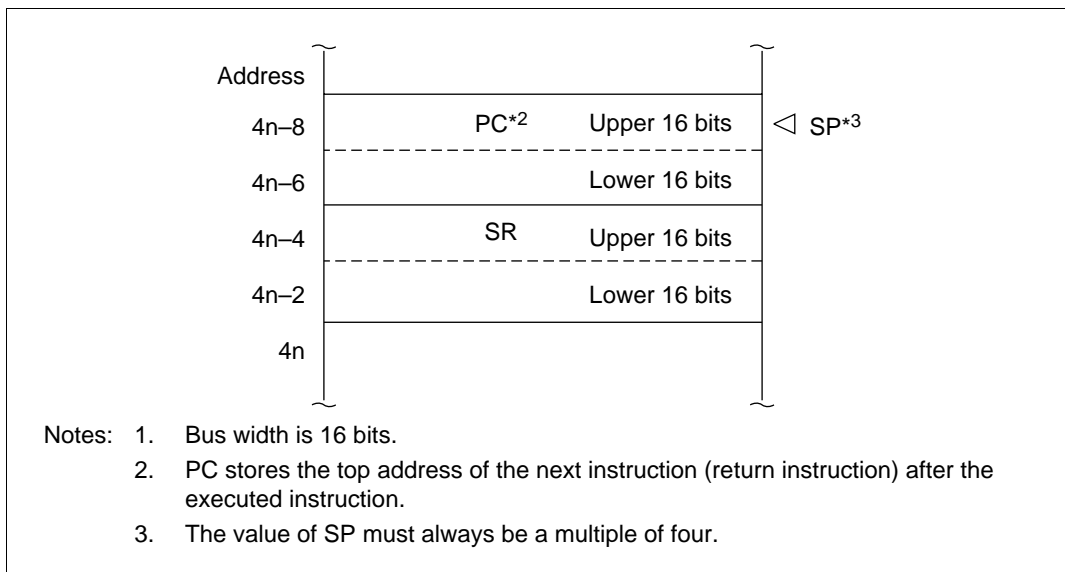 Address
4n–8 PC*2 Upper 16 bits SP*3
4n–6 Lower 16 bits
4n–4 SR Upper 16 bits
4n–2 Lower 16 bits
4n
Notes: 1. Bus width is 16 bits.
2. PC stores the top address of the next instruction (return instruction) after the
executed instruction.
3. The value of SP must always be a multiple of four.